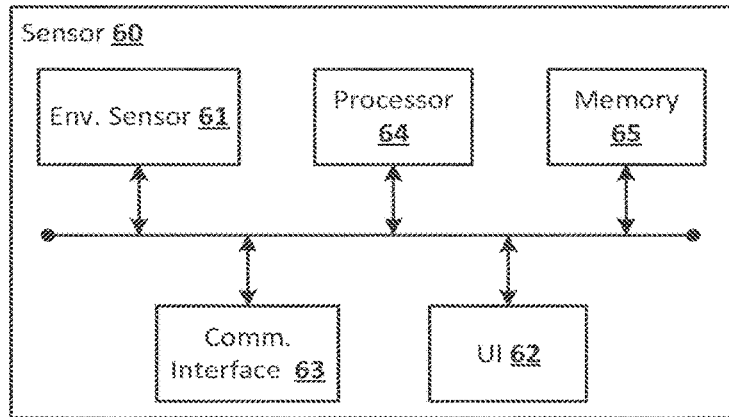 Sensor 60
Env. Sensor 61
Processor
64
Memory
65
Comm.
Interface 63
UI 62